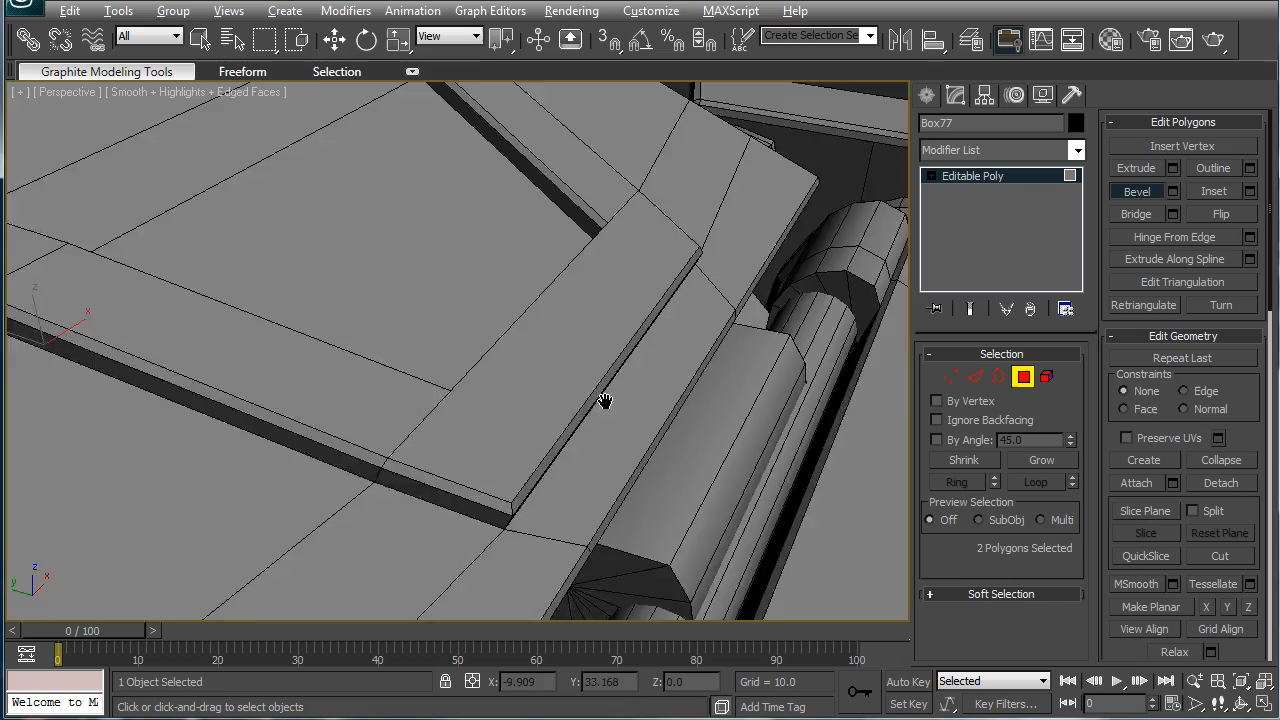 Edit Tools Group Views Create Modifiers Animation Graph Editors Rendering Customize MAXScript Help
All View 3 Create Selection Se
Graphite Modeling Tools Freeform Selection
[ + ] [ Perspective ] [ Smooth + Highlights + Edged Faces ]
Box77
Modifier List
Editable Poly
Selection
By Vertex
Ignore Backfacing
By Angle: 45.0
Shrink Grow
Ring Loop
Preview Selection
Off SubObj Multi
2 Polygons Selected
Soft Selection
Edit Polygons
Insert Vertex
Extrude Outline
Bevel Inset
Bridge Flip
Hinge From Edge
Extrude Along Spline
Edit Triangulation
Retriangulate Turn
Edit Geometry
Repeat Last
Constraints
None Edge
Face Normal
Preserve UVs
Create Collapse
Attach Detach
Slice Plane Split
Slice Reset Plane
QuickSlice Cut
MSmooth Tessellate
Make Planar X Y Z
View Align Grid Align
Relax
z x
z y x
< 0 / 100 >
0 10 20 30 40 50 60 70 80 90 100
1 Object Selected X: -9.909 Y: 33.168 Z: 0.0 Grid = 10.0 Auto Key Selected
Welcome to M Click or click-and-drag to select objects Add Time Tag Set Key Key Filters... 0